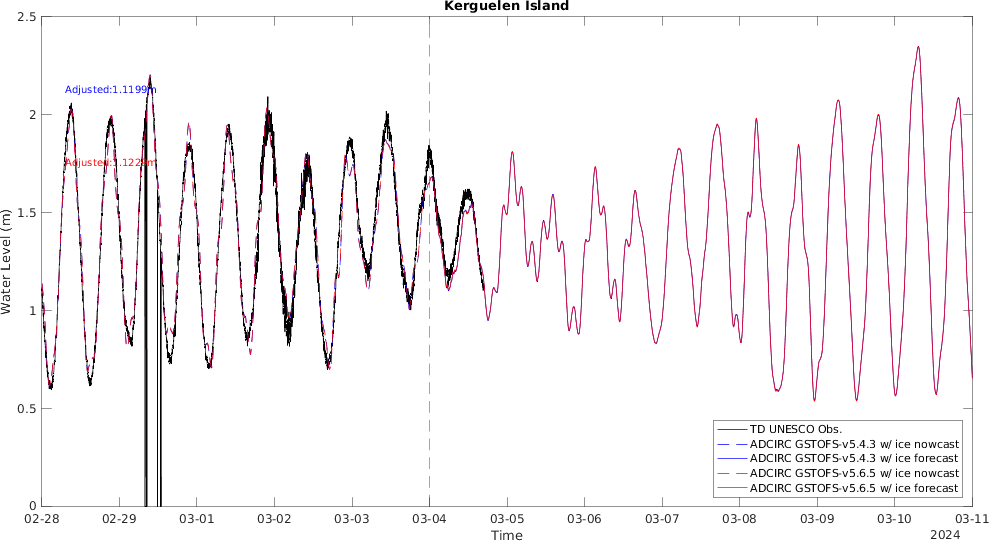 Kerguelen Island
2.5
2
1.5
1
0.5
0
Water Level (m)
Adjusted:1.1199m
Adjusted:1.1225m
TD UNESCO Obs.
ADCIRC GSTOFS-v5.4.3 w/ ice nowcast
ADCIRC GSTOFS-v5.4.3 w/ ice forecast
ADCIRC GSTOFS-v5.6.5 w/ ice nowcast
ADCIRC GSTOFS-v5.6.5 w/ ice forecast
02-28 02-29 03-01 03-02 03-03 03-04 03-05 03-06 03-07 03-08 03-09 03-10 03-11
Time
2024